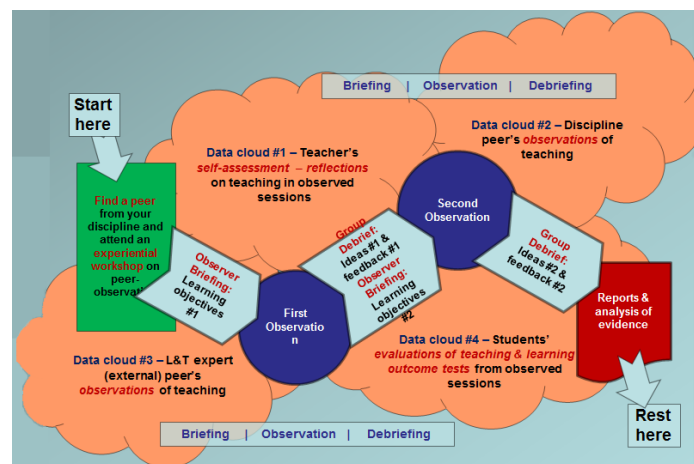 Briefing | Observation | Debriefing
Start
here
Data cloud #1 – Teacher's
self-assessment – reflections
on teaching in observed
sessions
Data cloud #2 – Discipline
peer's observations of
teaching
Find a peer
from your
discipline and
attend an
experiential
workshop on
peer-
Observer
Briefing:
Learning
objectives
#1
First
Observatio
n
Group
Debrief:
Ideas #1 &
feedback #1
Observer
Briefing:
Learning
objectives
#2
Second
Observation
Group
Debrief:
Ideas #2 &
feedback #2
Reports &
analysis of
evidence
Data cloud #3 – L&T expert
(external) peer's
observations of teaching
Data cloud #4 – Students'
evaluations of teaching & learning
outcome tests from observed
sessions
Rest
here
Briefing | Observation | Debriefing